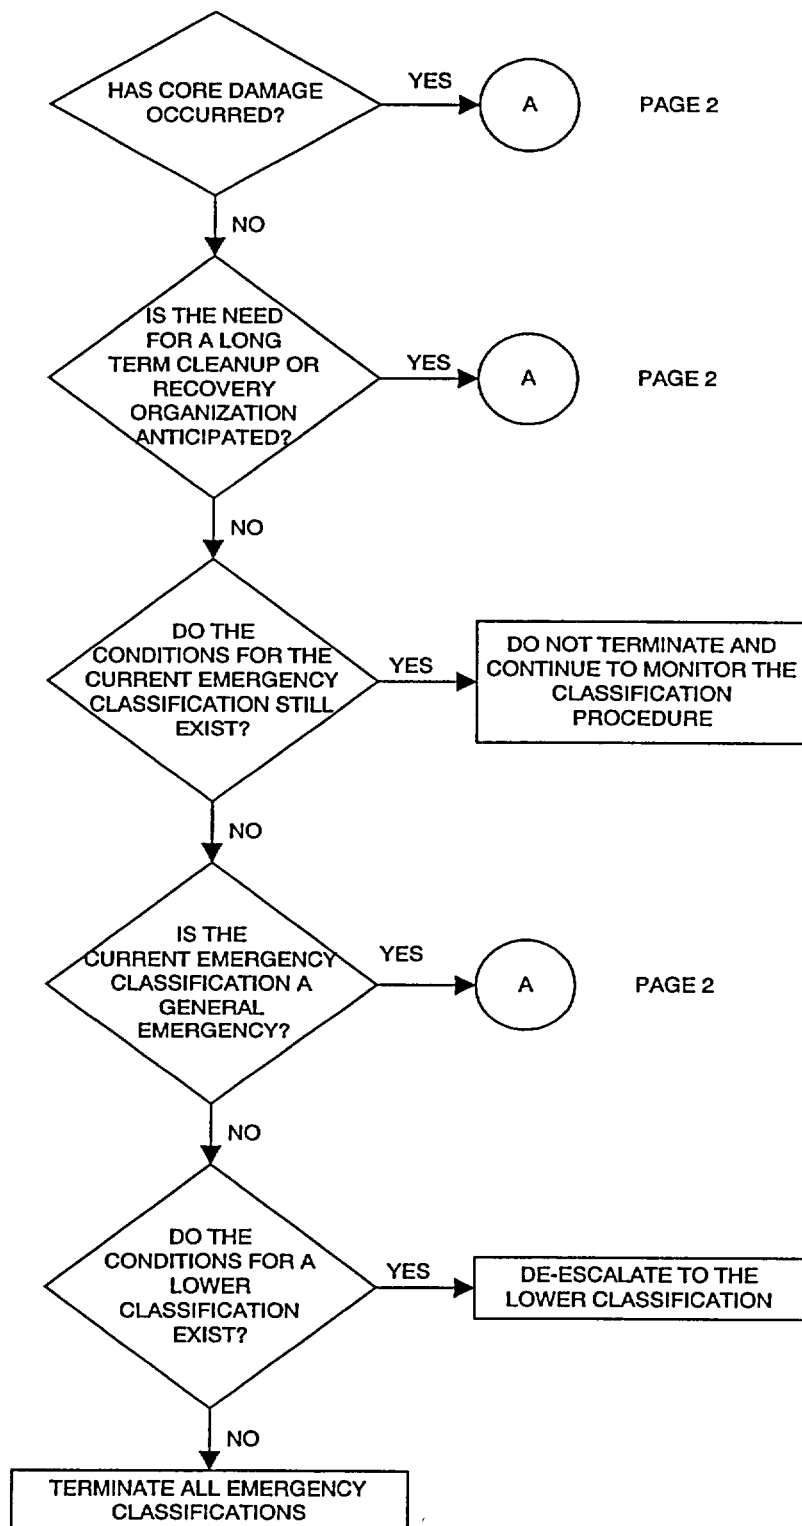 HAS CORE DAMAGE
OCCURRED?
YES
A
PAGE 2
NO
IS THE NEED
FOR A LONG
TERM CLEANUP OR
RECOVERY
ORGANIZATION
ANTICIPATED?
YES
A
PAGE 2
NO
DO THE
CONDITIONS FOR THE
CURRENT EMERGENCY
CLASSIFICATION STILL
EXIST?
YES
DO NOT TERMINATE AND
CONTINUE TO MONITOR THE
CLASSIFICATION
PROCEDURE
NO
IS THE
CURRENT EMERGENCY
CLASSIFICATION A
GENERAL
EMERGENCY?
YES
A
PAGE 2
NO
DO THE
CONDITIONS FOR A
LOWER
CLASSIFICATION
EXIST?
YES
DE-ESCALATE TO THE
LOWER CLASSIFICATION
NO
TERMINATE ALL EMERGENCY
CLASSIFICATIONS